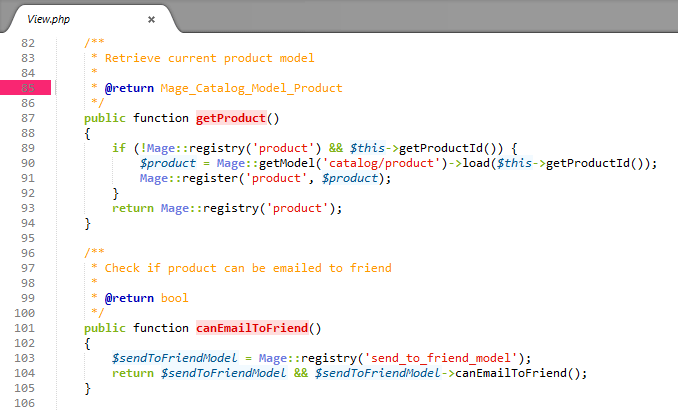 View.php ×
82 /**
83 * Retrieve current product model
84 *
85 * @return Mage_Catalog_Model_Product
86 */
87 public function getProduct()
88 {
89 if (!Mage::registry('product') && $this->getProductId()) {
90 $product = Mage::getModel('catalog/product')->load($this->getProductId());
91 Mage::register('product', $product);
92 }
93 return Mage::registry('product');
94 }
95
96 /**
97 * Check if product can be emailed to friend
98 *
99 * @return bool
100 */
101 public function canEmailToFriend()
102 {
103 $sendToFriendModel = Mage::registry('send_to_friend_model');
104 return $sendToFriendModel && $sendToFriendModel->canEmailToFriend();
105 }
106